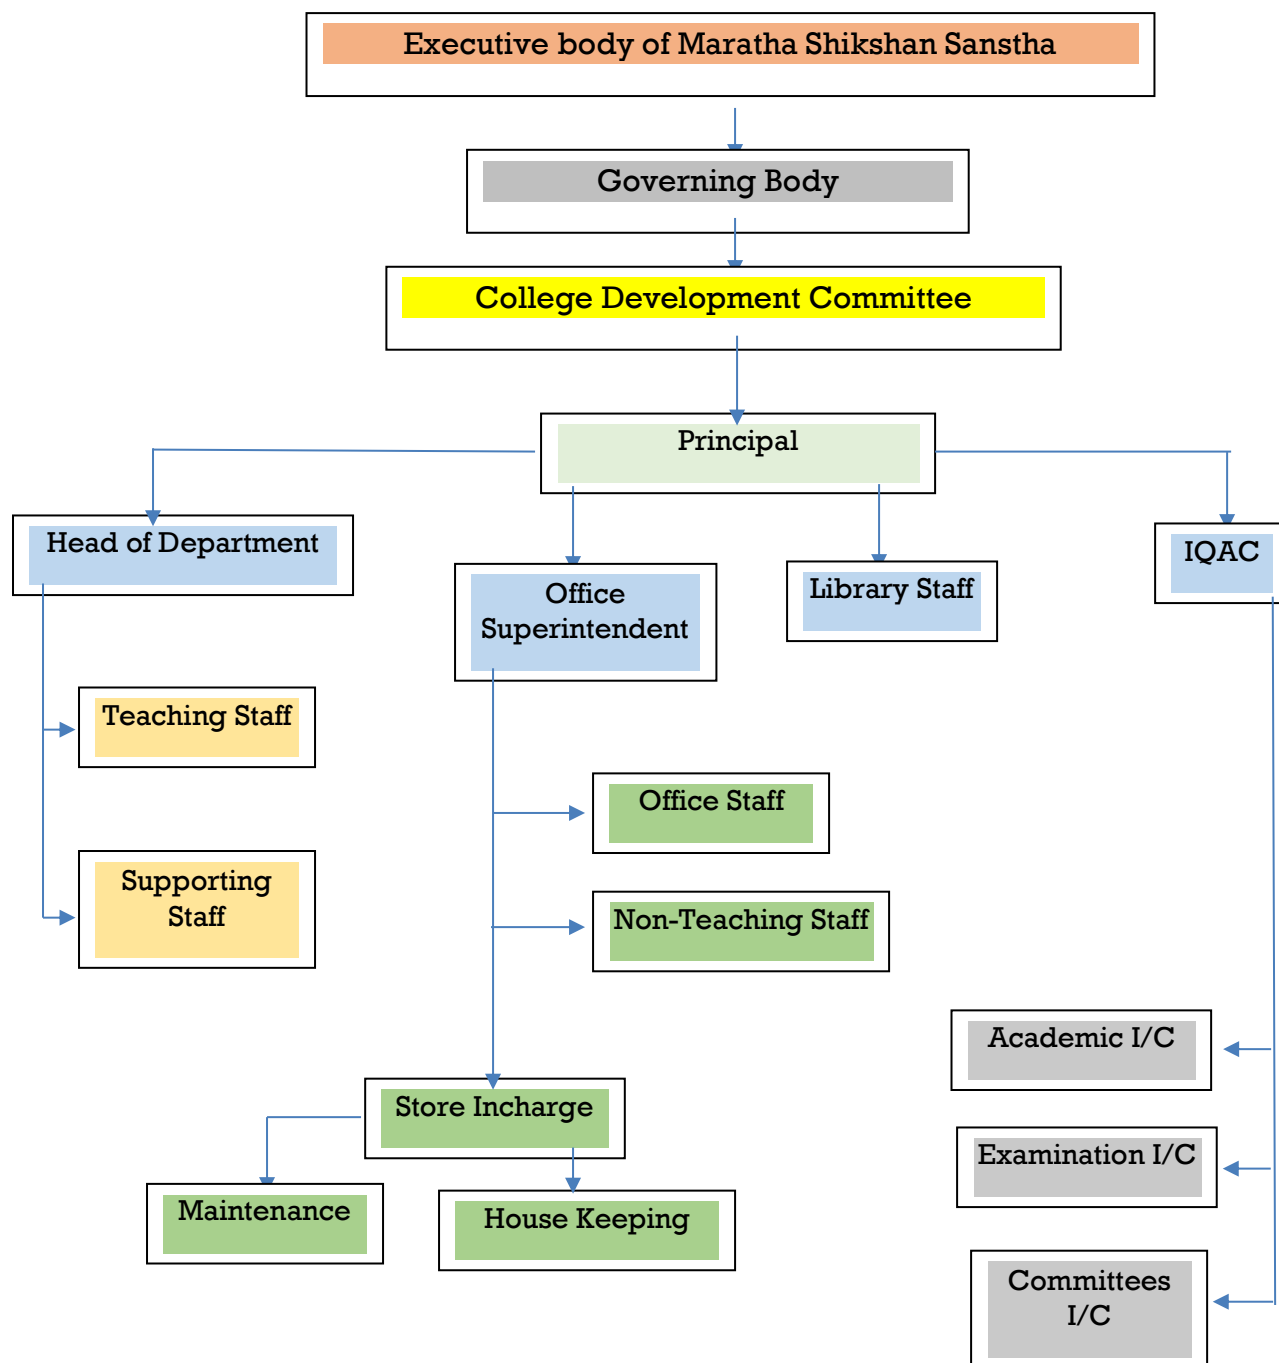 Executive body of Maratha Shikshan Sanstha
Governing Body
College Development Committee
Principal
Head of Department
Office
Superintendent
Library Staff
IQAC
Teaching Staff
Supporting
Staff
Office Staff
Non-Teaching Staff
Store Incharge
Maintenance
House Keeping
Academic I/C
Examination I/C
Committees
I/C